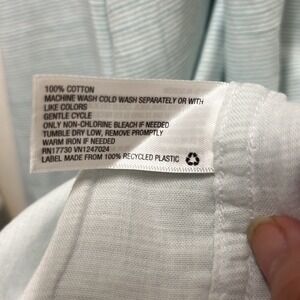 100% COTTON
MACHINE WASH COLD WASH SEPARATELY OR WITH
LIKE COLORS
GENTLE CYCLE
ONLY NON-CHLORINE BLEACH IF NEEDED
TUMBLE DRY LOW, REMOVE PROMPTLY
WARM IRON IF NEEDED
RN17730 VN1247024
LABEL MADE FROM 100% RECYCLED PLASTIC